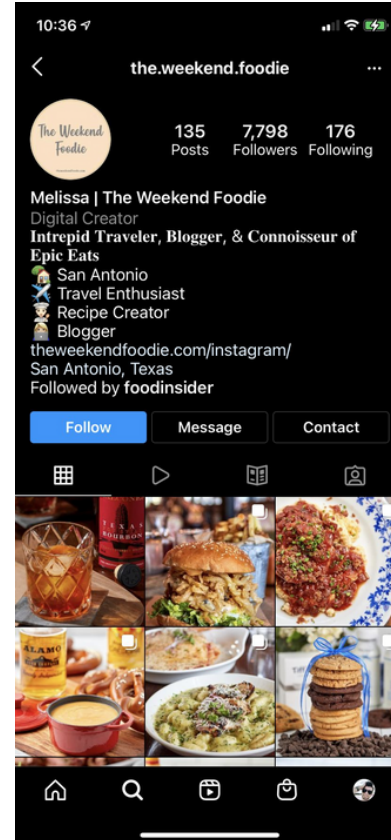 10:36
the.weekend.foodie
The Weekend
Foodie
135 7,798 176
Posts Followers Following
Melissa | The Weekend Foodie
Digital Creator
Intrepid Traveler, Blogger, & Connoisseur of
Epic Eats
San Antonio
Travel Enthusiast
Recipe Creator
Blogger
theweekendfoodie.com/instagram/
San Antonio, Texas
Followed by foodinsider
Follow Message Contact
TEXAS
BOURBON
ALAMO
BEER